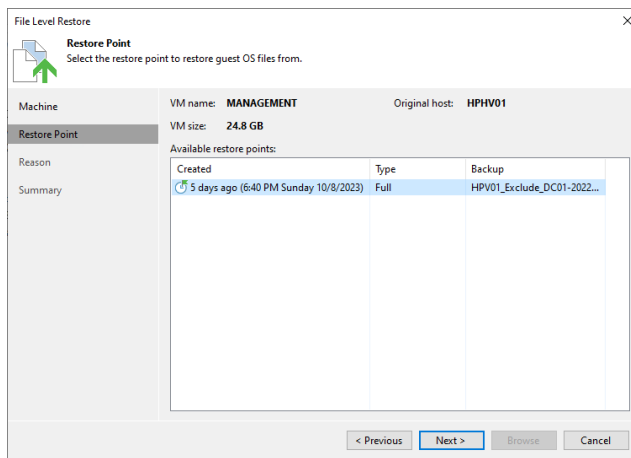 File Level Restore
Restore Point
Select the restore point to restore guest OS files from.
Machine
Restore Point
Reason
Summary
VM name: MANAGEMENT Original host: HPHV01
VM size: 24.8 GB
Available restore points:
Created Type Backup
5 days ago (6:40 PM Sunday 10/8/2023) Full HPV01_Exclude_DC01-2022...
< Previous Next > Browse Cancel